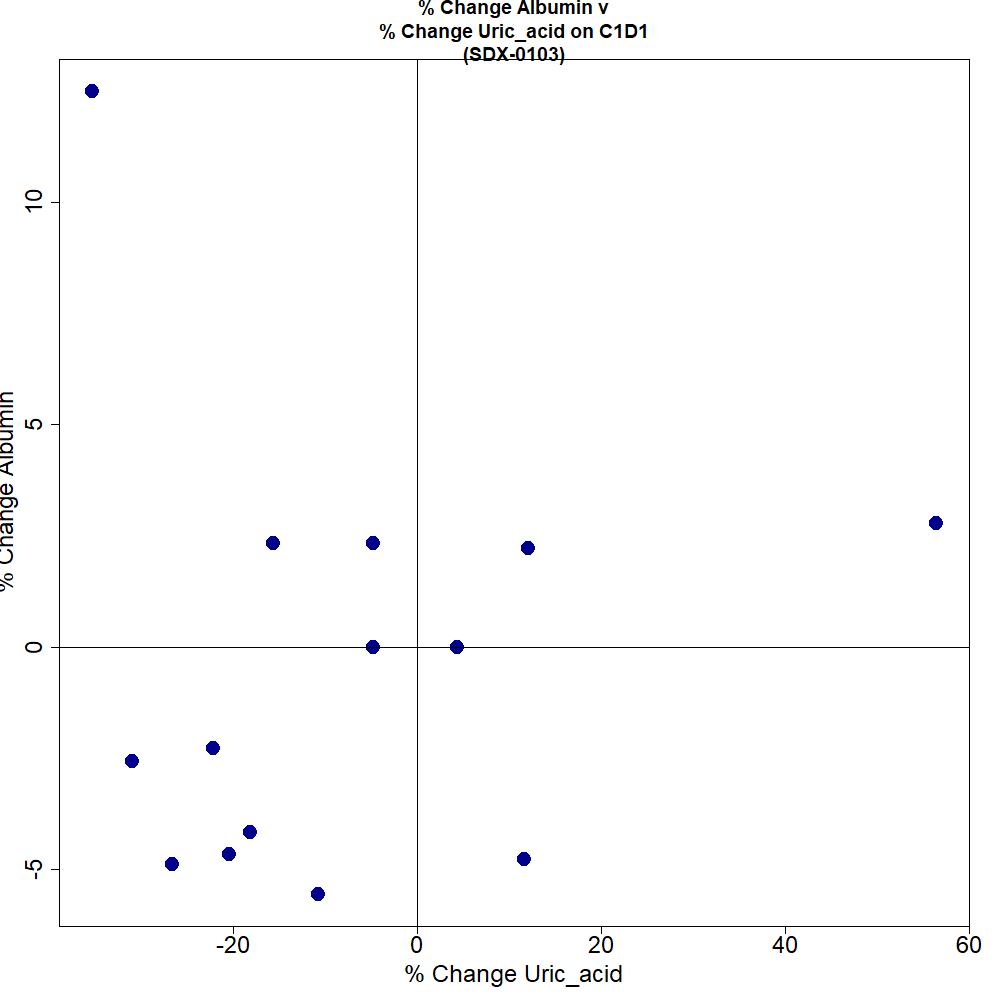 % Change Albumin v
% Change Uric_acid on C1D1
(SDX-0103)
% Change Albumin
10
5
0
-5
-20
0
20
40
60
% Change Uric_acid